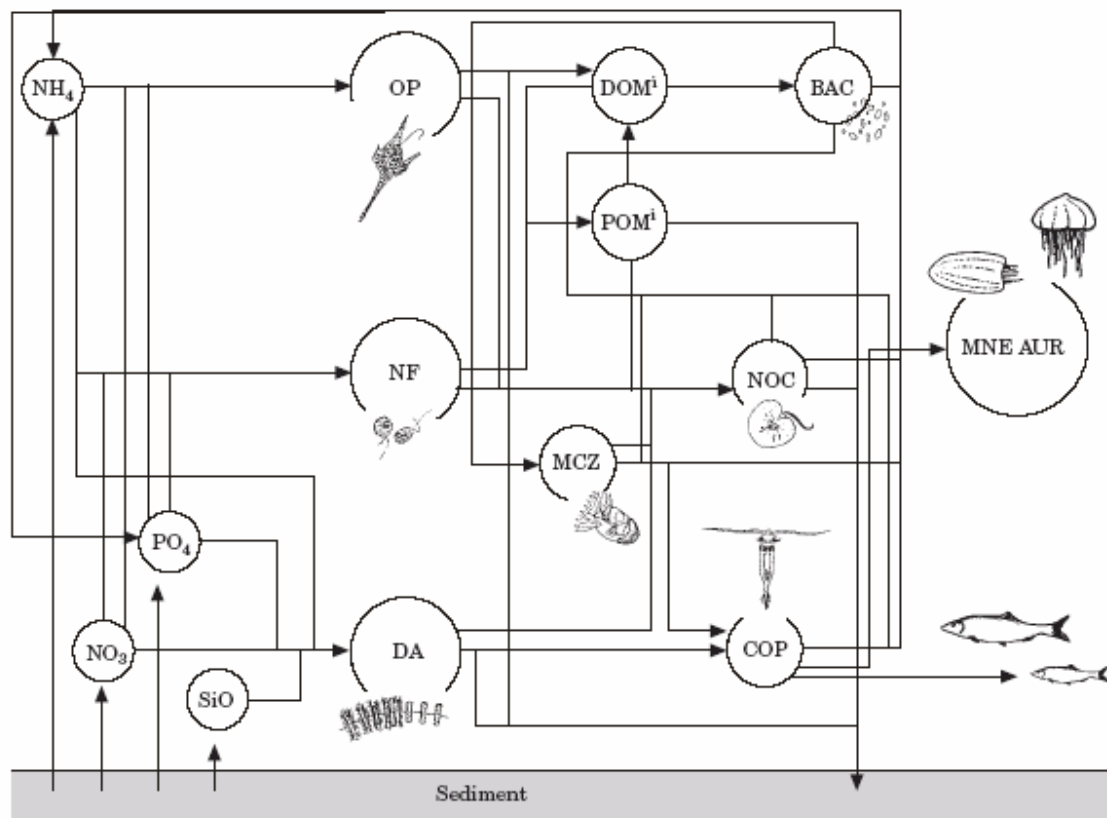 NH₄
OP
DOMⁱ
BAC
POMⁱ
NF
NOC
MNE AUR
MCZ
PO₄
NO₃
DA
COP
SiO
Sediment